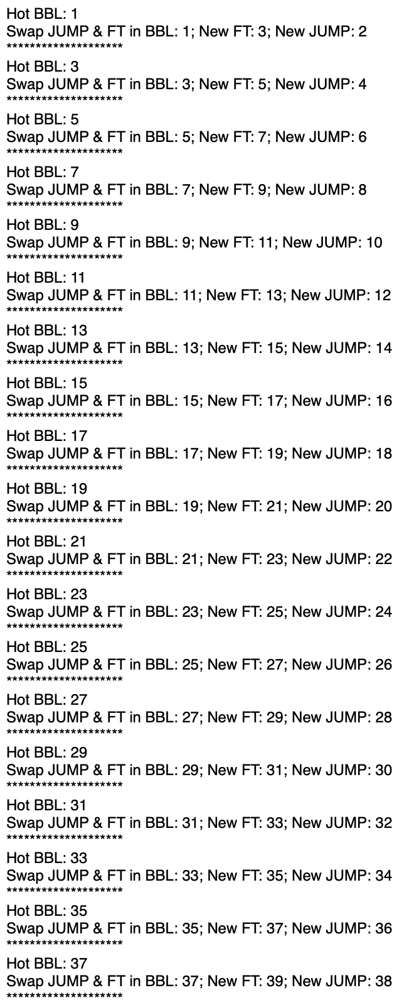 Hot BBL: 1
Swap JUMP & FT in BBL: 1; New FT: 3; New JUMP: 2
********************
Hot BBL: 3
Swap JUMP & FT in BBL: 3; New FT: 5; New JUMP: 4
********************
Hot BBL: 5
Swap JUMP & FT in BBL: 5; New FT: 7; New JUMP: 6
********************
Hot BBL: 7
Swap JUMP & FT in BBL: 7; New FT: 9; New JUMP: 8
********************
Hot BBL: 9
Swap JUMP & FT in BBL: 9; New FT: 11; New JUMP: 10
********************
Hot BBL: 11
Swap JUMP & FT in BBL: 11; New FT: 13; New JUMP: 12
********************
Hot BBL: 13
Swap JUMP & FT in BBL: 13; New FT: 15; New JUMP: 14
********************
Hot BBL: 15
Swap JUMP & FT in BBL: 15; New FT: 17; New JUMP: 16
********************
Hot BBL: 17
Swap JUMP & FT in BBL: 17; New FT: 19; New JUMP: 18
********************
Hot BBL: 19
Swap JUMP & FT in BBL: 19; New FT: 21; New JUMP: 20
********************
Hot BBL: 21
Swap JUMP & FT in BBL: 21; New FT: 23; New JUMP: 22
********************
Hot BBL: 23
Swap JUMP & FT in BBL: 23; New FT: 25; New JUMP: 24
********************
Hot BBL: 25
Swap JUMP & FT in BBL: 25; New FT: 27; New JUMP: 26
********************
Hot BBL: 27
Swap JUMP & FT in BBL: 27; New FT: 29; New JUMP: 28
********************
Hot BBL: 29
Swap JUMP & FT in BBL: 29; New FT: 31; New JUMP: 30
********************
Hot BBL: 31
Swap JUMP & FT in BBL: 31; New FT: 33; New JUMP: 32
********************
Hot BBL: 33
Swap JUMP & FT in BBL: 33; New FT: 35; New JUMP: 34
********************
Hot BBL: 35
Swap JUMP & FT in BBL: 35; New FT: 37; New JUMP: 36
********************
Hot BBL: 37
Swap JUMP & FT in BBL: 37; New FT: 39; New JUMP: 38
********************